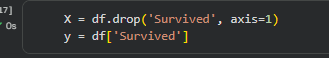 17]
0s
X = df.drop('Survived', axis=1)
y = df['Survived']